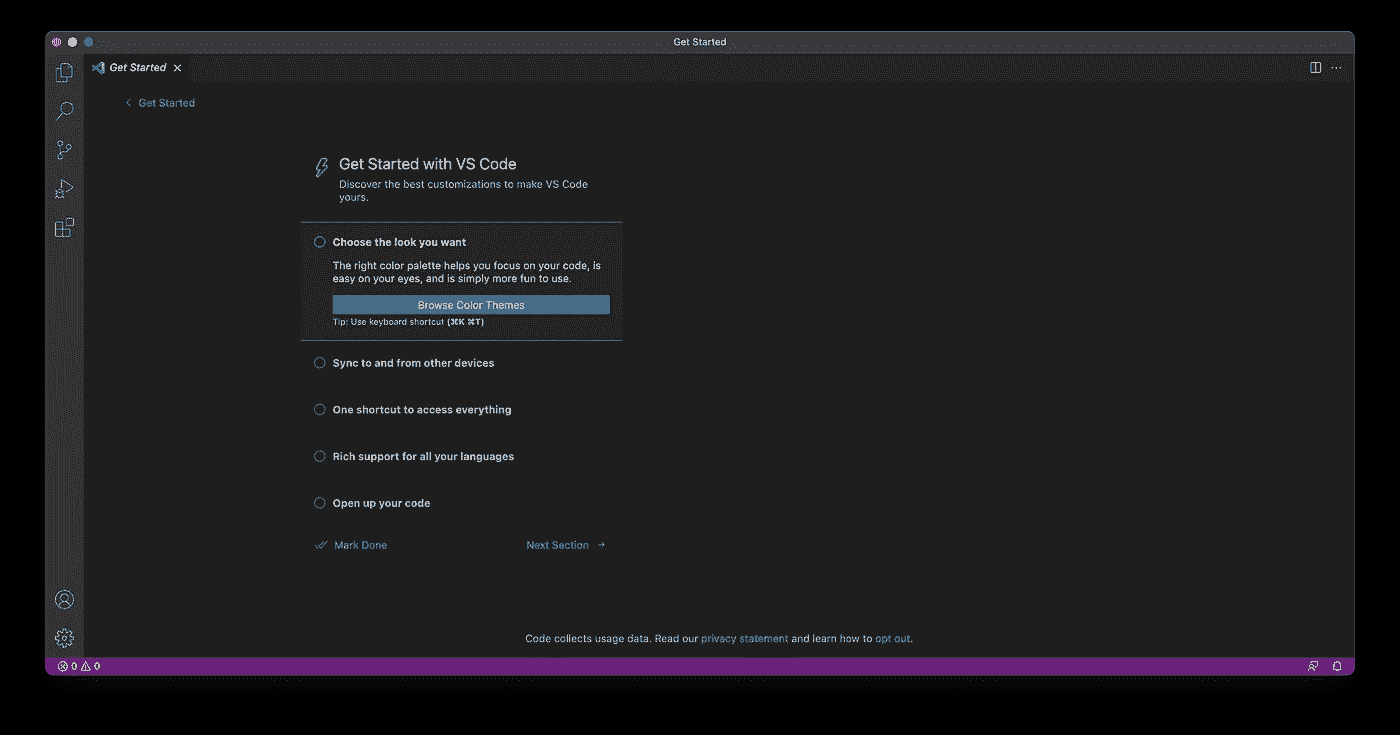 Get Started
Get Started
Get Started
Get Started with VS Code
Discover the best customizations to make VS Code
yours.
Choose the look you want
The right color palette helps you focus on your code, is
easy on your eyes, and is simply more fun to use.
Browse Color Themes
Tip: Use keyboard shortcut (⌘K ⌘T)
Sync to and from other devices
One shortcut to access everything
Rich support for all your languages
Open up your code
Mark Done Next Section →
Code collects usage data. Read our privacy statement and learn how to opt out.
0 0